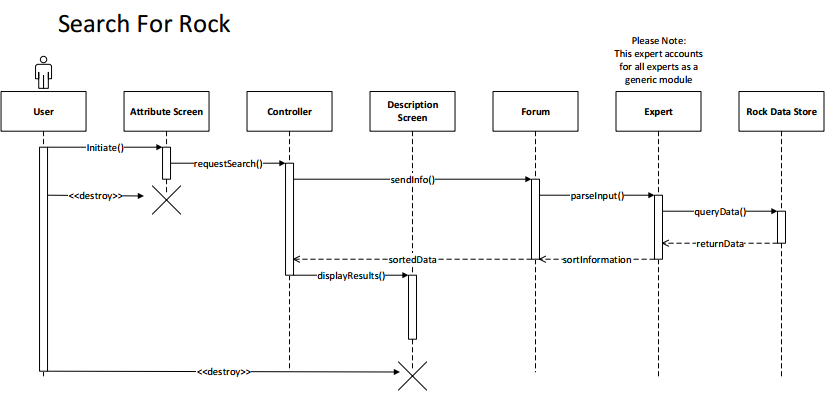 Search For Rock
Please Note:
This expert accounts
for all experts as a
generic module
User
Attribute Screen
Controller
Description
Screen
Forum
Expert
Rock Data Store
Initiate()
requestSearch()
sendInfo()
<<destroy>>
parseInput()
queryData()
returnData
sortedData
sortInformation
displayResults()
<<destroy>>